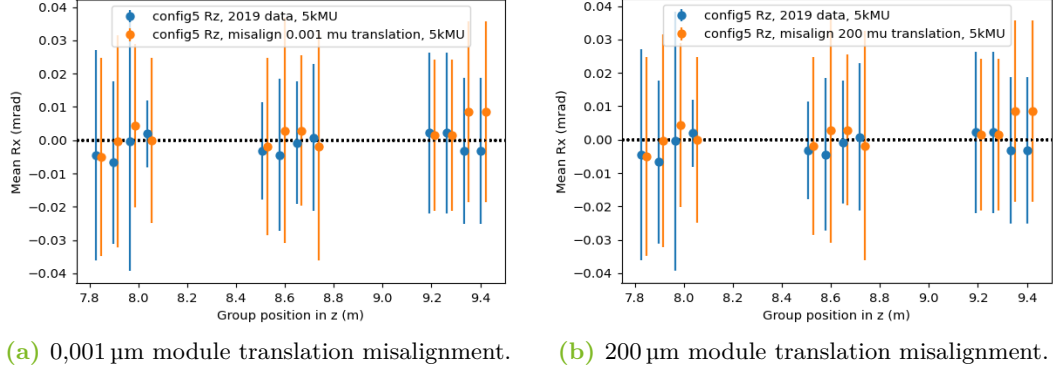 config5 Rz, 2019 data, 5kMU
config5 Rz, misalign 0.001 mu translation, 5kMU
0.04
0.03
0.02
0.01
0.00
−0.01
−0.02
−0.03
−0.04
Mean Rx (mrad)
7.8 8.0 8.2 8.4 8.6 8.8 9.0 9.2 9.4
Group position in z (m)
(a) 0,001 µm module translation misalignment.
config5 Rz, 2019 data, 5kMU
config5 Rz, misalign 200 mu translation, 5kMU
0.04
0.03
0.02
0.01
0.00
−0.01
−0.02
−0.03
−0.04
Mean Rx (mrad)
7.8 8.0 8.2 8.4 8.6 8.8 9.0 9.2 9.4
Group position in z (m)
(b) 200 µm module translation misalignment.